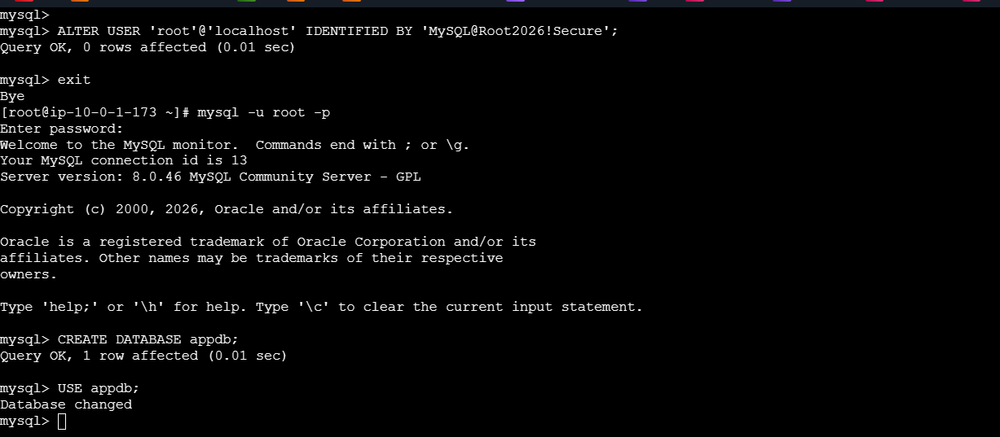 mysql>
mysql> ALTER USER 'root'@'localhost' IDENTIFIED BY 'MySQL@Root2026!Secure';
Query OK, 0 rows affected (0.01 sec)
mysql> exit
Bye
[root@ip-10-0-1-173 ~]# mysql -u root -p
Enter password:
Welcome to the MySQL monitor.  Commands end with ; or \g.
Your MySQL connection id is 13
Server version: 8.0.46 MySQL Community Server - GPL
Copyright (c) 2000, 2026, Oracle and/or its affiliates.
Oracle is a registered trademark of Oracle Corporation and/or its
affiliates. Other names may be trademarks of their respective
owners.
Type 'help;' or '\h' for help. Type '\c' to clear the current input statement.
mysql> CREATE DATABASE appdb;
Query OK, 1 row affected (0.01 sec)
mysql> USE appdb;
Database changed
mysql>